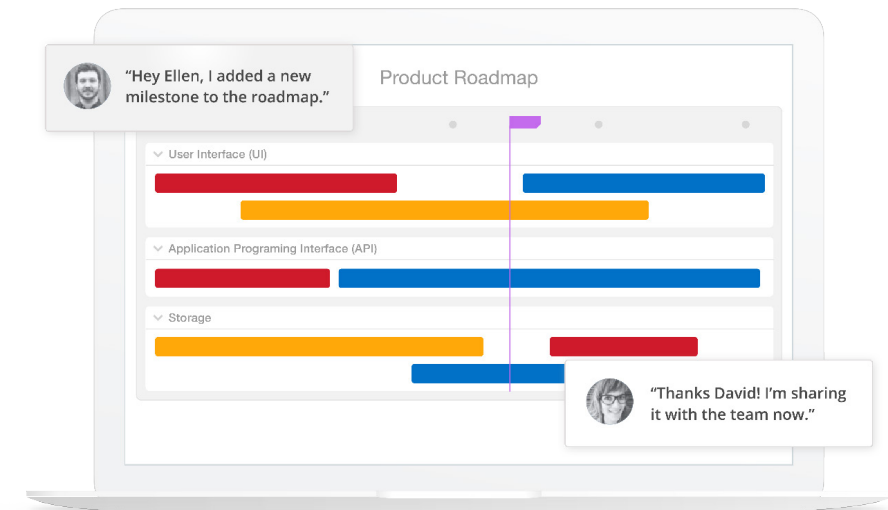 “Hey Ellen, I added a new
milestone to the roadmap.”
Product Roadmap
User Interface (UI)
Application Programing Interface (API)
Storage
“Thanks David! I’m sharing
it with the team now.”